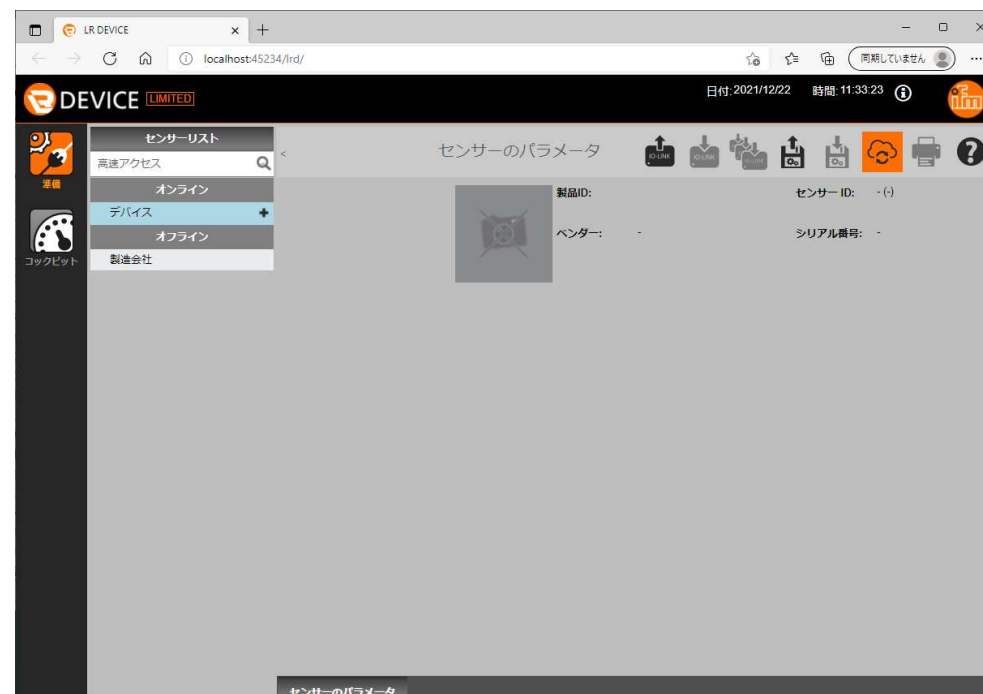 LR DEVICE
localhost:45234/lrd/
同期していません
DEVICE LIMITED
日付:2021/12/22 時間:11:33:23
ifm
準備
コックピット
センサーリスト
高速アクセス
オンライン
デバイス
オフライン
製造会社
<
センサーのパラメータ
IO-LINK
IO-LINK
IO-LINK
製品ID:
センサー ID: - (-)
ベンダー: -
シリアル番号: -
センサーのパラメータ